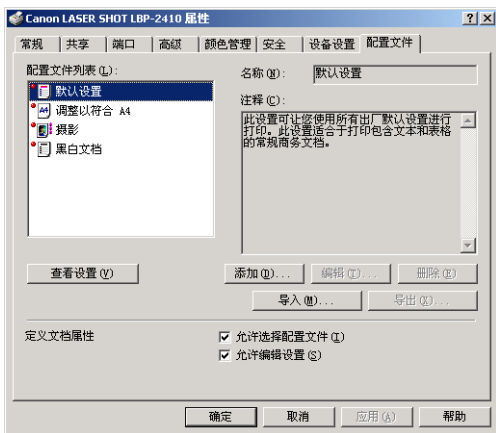 Canon LASER SHOT LBP-2410 属性
常规 共享 端口 高级 颜色管理 安全 设备设置 配置文件
配置文件列表(L):
默认设置
调整以符合 A4
摄影
黑白文档
名称(N): 默认设置
注释(C):
此设置可让您使用所有出厂默认设置进行
打印。此设置适合于打印包含文本和表格
的常规商务文档。
查看设置(V) 添加(D)... 编辑(T)... 删除(E)
导入(M)... 导出(X)...
定义文档属性 允许选择配置文件(I)
允许编辑设置(S)
确定 取消 应用(A) 帮助